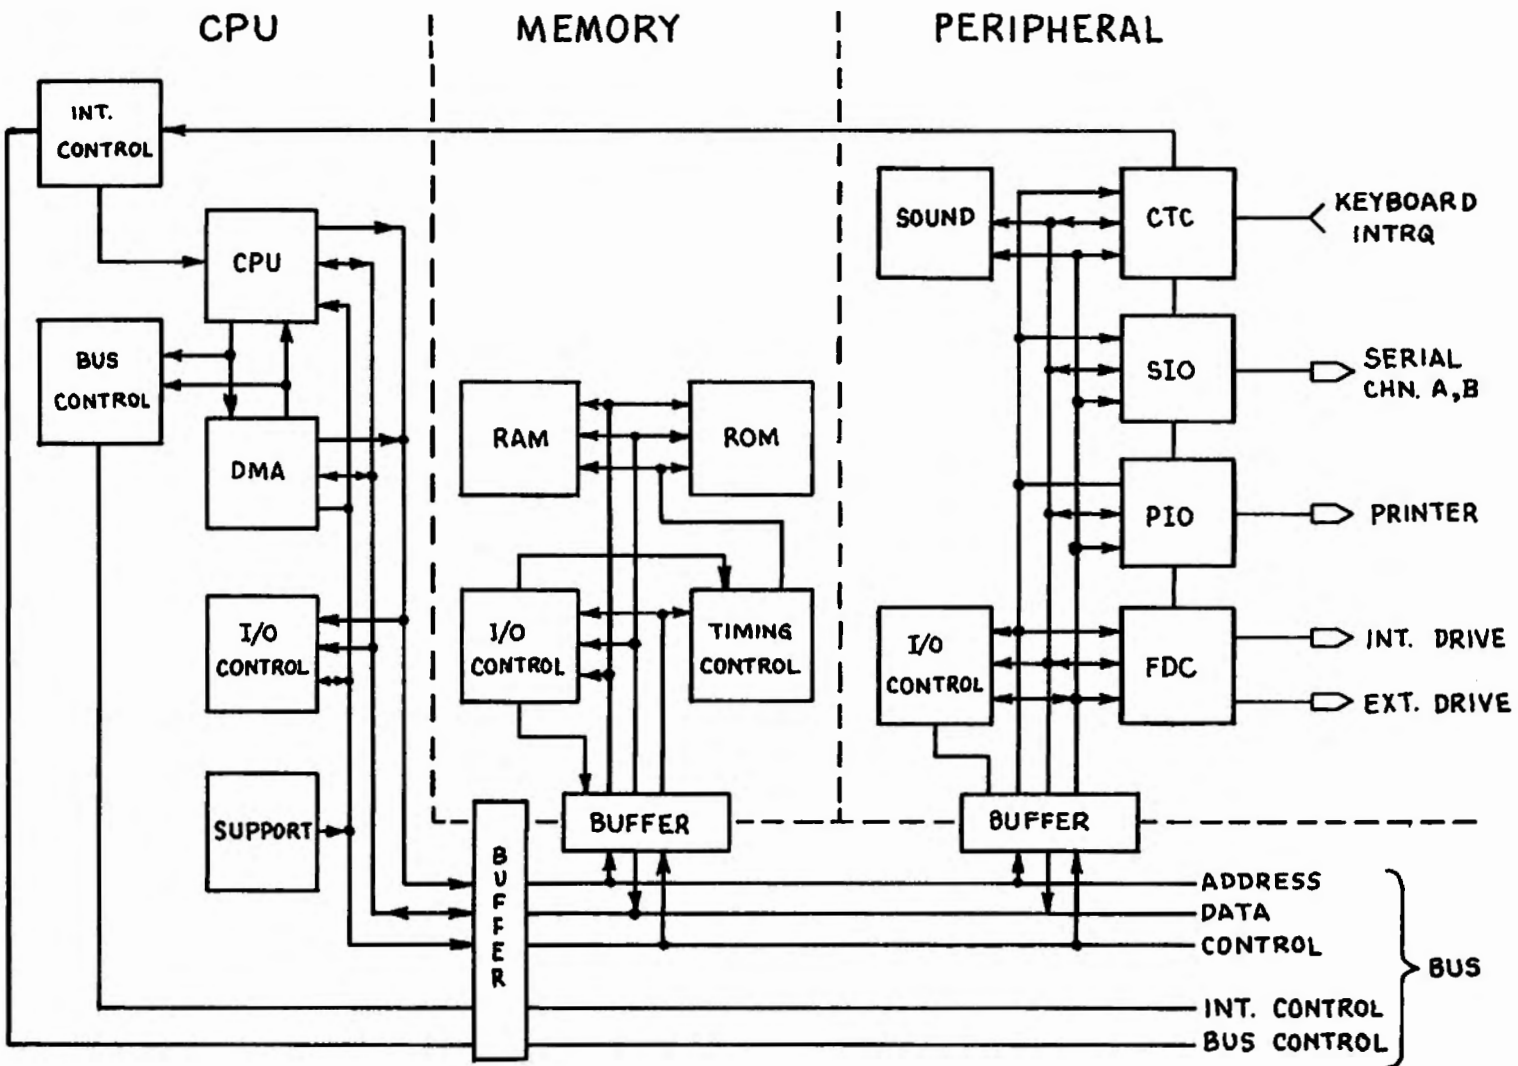 CPU
MEMORY
PERIPHERAL
INT.
CONTROL
CPU
BUS
CONTROL
DMA
I/O
CONTROL
SUPPORT
RAM
ROM
I/O
CONTROL
TIMING
CONTROL
BUFFER
BUFFER
SOUND
CTC
KEYBOARD
INTRQ
SIO
SERIAL
CHN. A,B
PIO
PRINTER
I/O
CONTROL
FDC
INT. DRIVE
EXT. DRIVE
BUFFER
ADDRESS
DATA
CONTROL
BUS
INT. CONTROL
BUS CONTROL